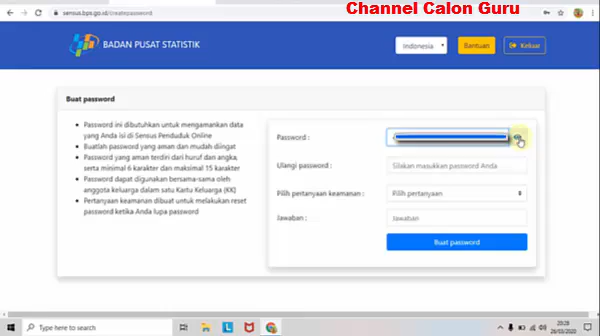 Channel Calon Guru
sensus.bps.go.id/createpassword
BADAN PUSAT STATISTIK
Indonesia
Bantuan
Keluar
Buat password
Password ini dibutuhkan untuk mengamankan data
yang Anda isi di Sensus Penduduk Online
Buatlah password yang aman dan mudah diingat
Password yang aman terdiri dari huruf dan angka,
serta minimal 6 karakter dan maksimal 15 karakter
Password dapat digunakan bersama-sama oleh
anggota keluarga dalam satu Kartu Keluarga (KK)
Pertanyaan keamanan dibuat untuk melakukan reset
password ketika Anda lupa password
Password :
Ulangi password :
Silakan masukkan password Anda
Pilih pertanyaan keamanan :
Pilih pertanyaan
Jawaban :
Jawaban
Buat password
Type here to search
20:28
26/03/2020